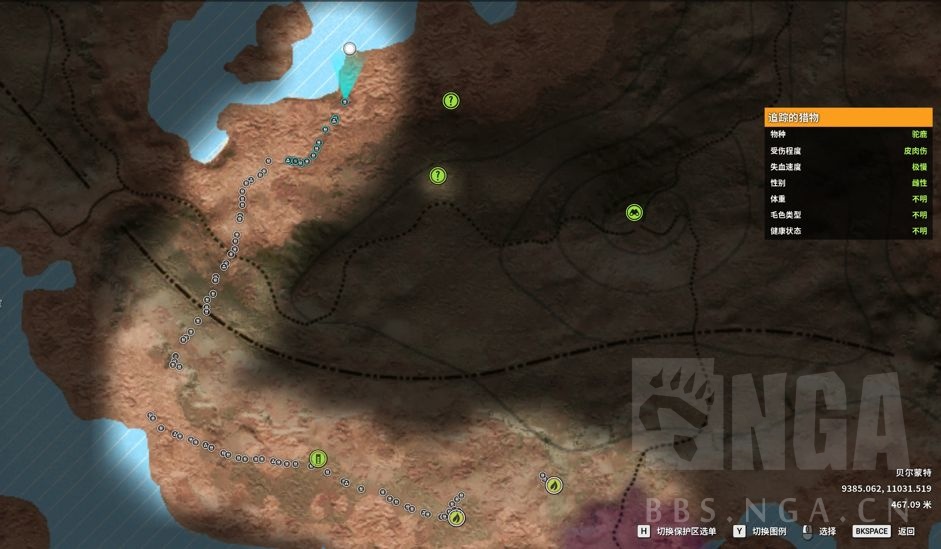 追踪的猎物
物种 驼鹿
受伤程度 皮肉伤
失血速度 极慢
性别 雌性
体重 不明
毛色类型 不明
健康状态 不明
NGA
BBS.NGA.CN
贝尔蒙特
9385.062, 11031.519
467.09 米
H 切换保护区选单 Y 切换图例 选择 BKSPACE 返回